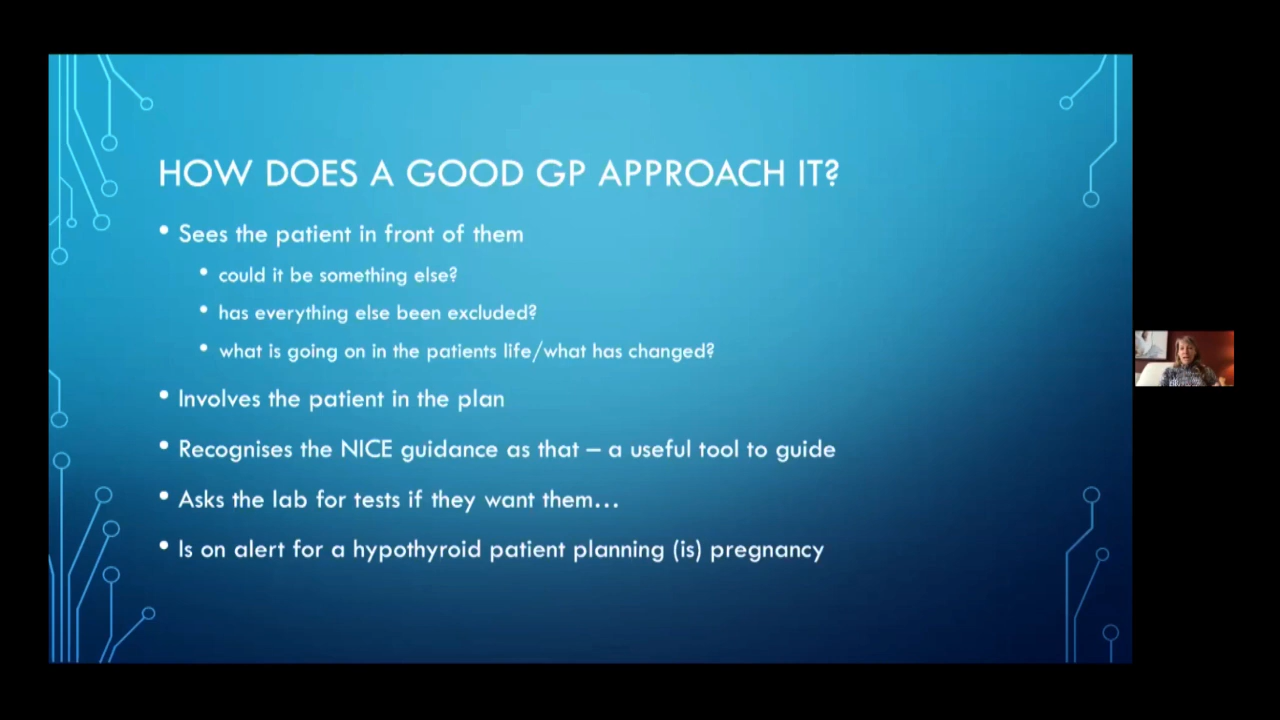 HOW DOES A GOOD GP APPROACH IT?
• Sees the patient in front of them
• could it be something else?
• has everything else been excluded?
• what is going on in the patients life/what has changed?
• Involves the patient in the plan
• Recognises the NICE guidance as that – a useful tool to guide
• Asks the lab for tests if they want them...
• Is on alert for a hypothyroid patient planning (is) pregnancy